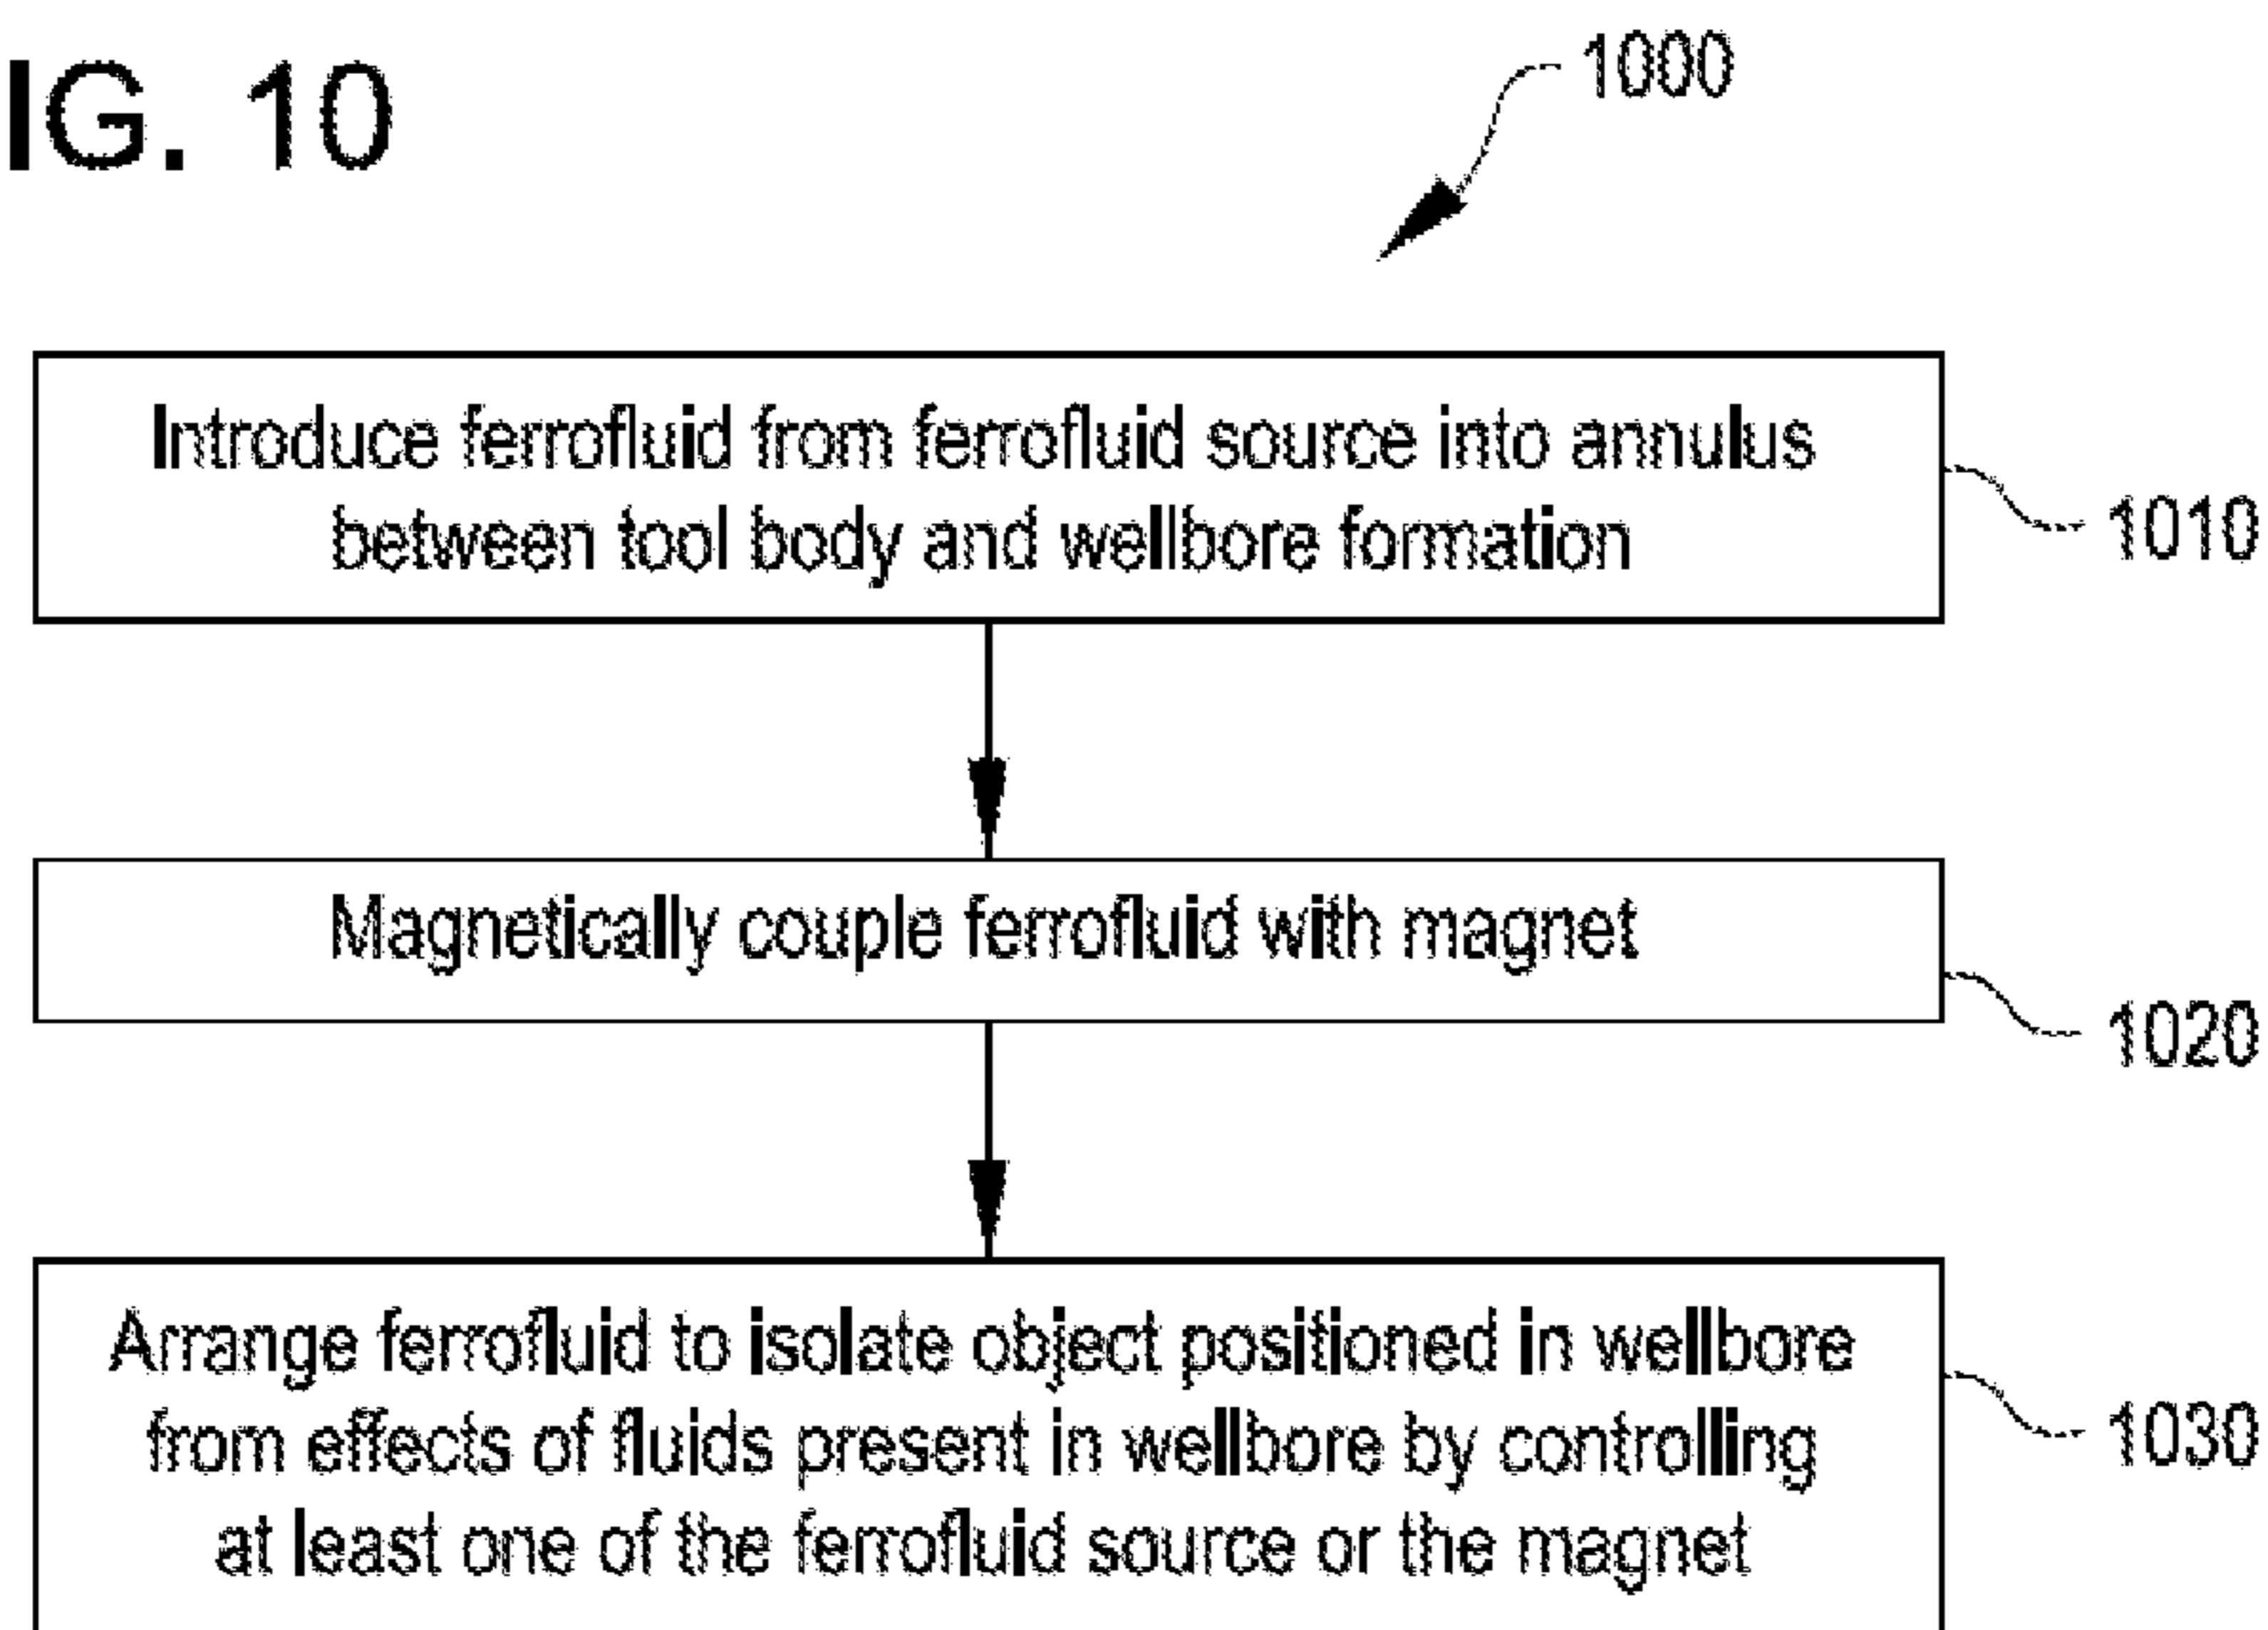 IG. 10
1000
Introduce ferrofluid from ferrofluid source into annulus
between tool body and wellbore formation
1010
Magnetically couple ferrofluid with magnet
1020
Arrange ferrofluid to isolate object positioned in wellbore
from effects of fluids present in wellbore by controlling
at least one of the ferrofluid source or the magnet
1030